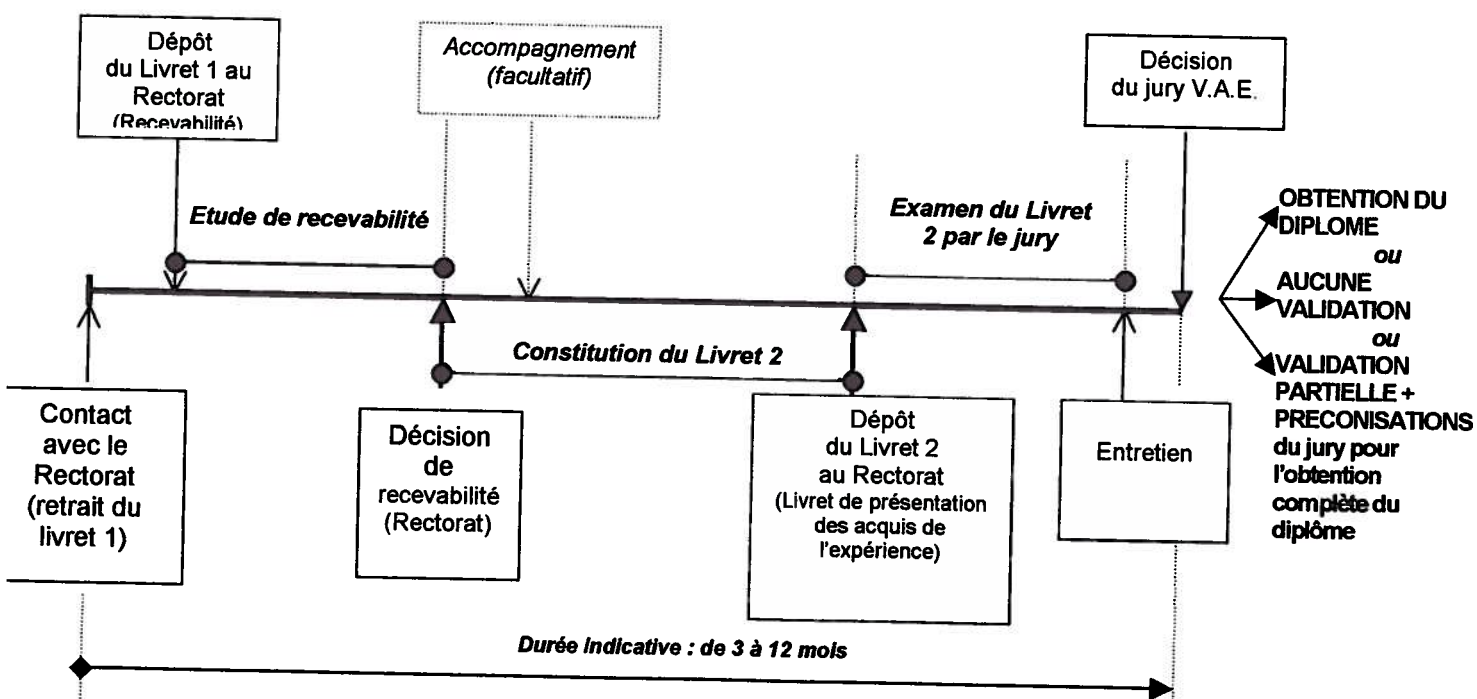 Dépôt
du Livret 1 au
Rectorat
(Recevabilité)
Accompagnement
(facultatif)
Décision
du jury V.A.E.
Etude de recevabilité
Examen du Livret
2 par le jury
OBTENTION DU
DIPLOME
ou
AUCUNE
VALIDATION
ou
VALIDATION
PARTIELLE +
PRECONISATIONS
du jury pour
l'obtention
complète du
diplôme
Constitution du Livret 2
Contact
avec le
Rectorat
(retrait du
livret 1)
Décision
de
recevabilité
(Rectorat)
Dépôt
du Livret 2
au Rectorat
(Livret de présentation
des acquis de
l'expérience)
Entretien
Durée indicative : de 3 à 12 mois